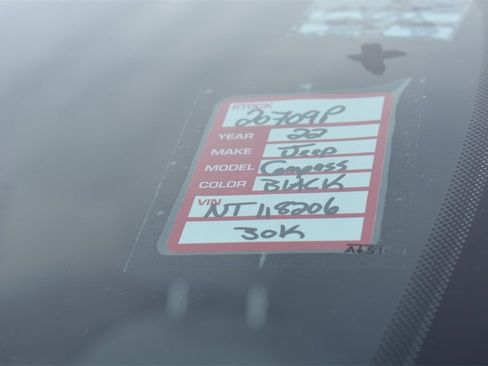 STOCK
20709P
YEAR 22
MAKE Jeep
MODEL Compass
COLOR BLACK
VIN
NT118206
30K